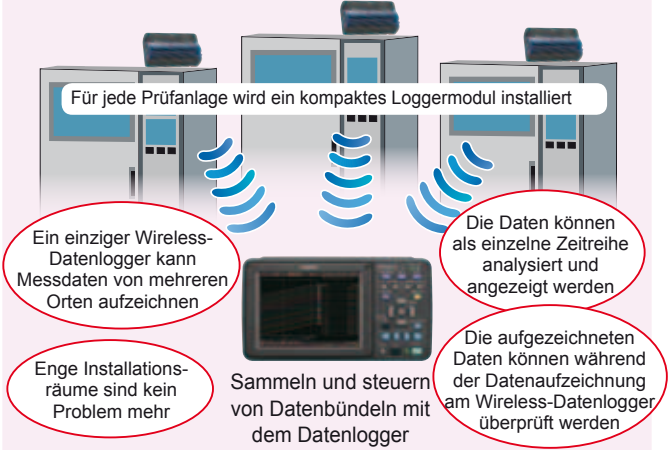 Für jede Prüfanlage wird ein kompaktes Loggermodul installiert
Ein einziger Wireless-
Datenlogger kann
Messdaten von mehreren
Orten aufzeichnen
Enge Installations-
räume sind kein
Problem mehr
Sammeln und steuern
von Datenbündeln mit
dem Datenlogger
Die Daten können
als einzelne Zeitreihe
analysiert und
angezeigt werden
Die aufgezeichneten
Daten können während
der Datenaufzeichnung
am Wireless-Datenlogger
überprüft werden